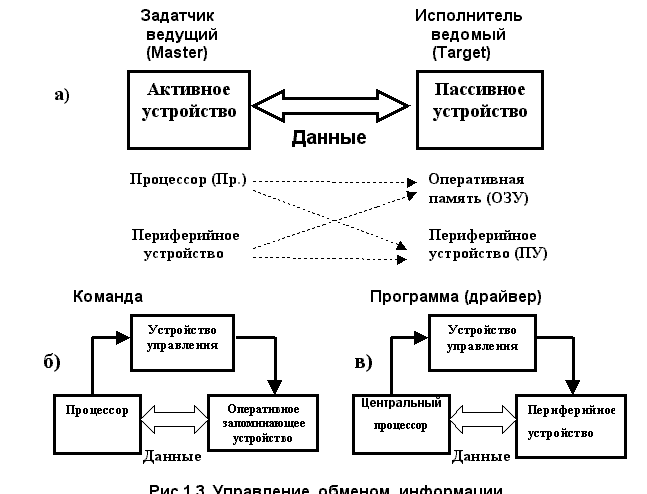 Задатчик
ведущий
(Master)
Исполнитель
ведомый
(Target)
а)
Активное
устройство
Пассивное
устройство
Данные
Процессор (Пр.)
Оперативная
память (ОЗУ)
Периферийное
устройство
Периферийное
устройство (ПУ)
Команда
Программа (драйвер)
б)
Устройство
управления
Процессор
Оперативное
запоминающее
устройство
Данные
в)
Устройство
управления
Центральный
процессор
Периферийное
устройство
Данные
Рис 1.3 Управление обменом информации